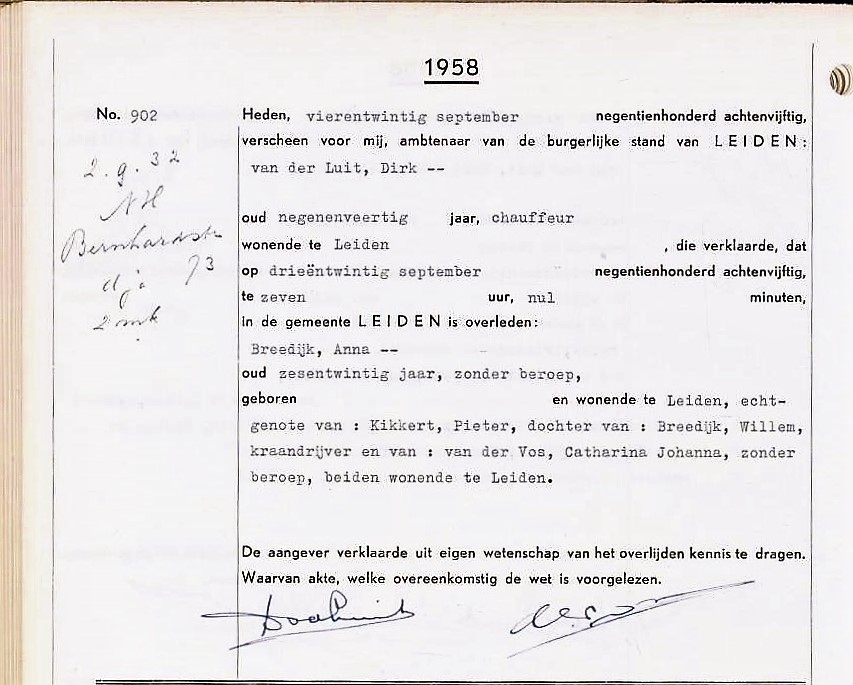 1958
No. 902
2.9.32
NH
Bernhardstr
73
2 mk
Heden, vierentwintig september negentienhonderd achtenvijftig,
verscheen voor mij, ambtenaar van de burgerlijke stand van LEIDEN:
van der Luit, Dirk --
oud negenenveertig jaar, chauffeur
wonende te Leiden , die verklaarde, dat
op drieëntwintig september negentienhonderd achtenvijftig,
te zeven uur, nul minuten,
in de gemeente LEIDEN is overleden:
Breedijk, Anna --
oud zesentwintig jaar, zonder beroep,
geboren en wonende te Leiden, echt-
genote van : Kikkert, Pieter, dochter van : Breedijk, Willem,
kraandrijver en van : van der Vos, Catharina Johanna, zonder
beroep, beiden wonende te Leiden.
De aangever verklaarde uit eigen wetenschap van het overlijden kennis te dragen.
Waarvan akte, welke overeenkomstig de wet is voorgelezen.